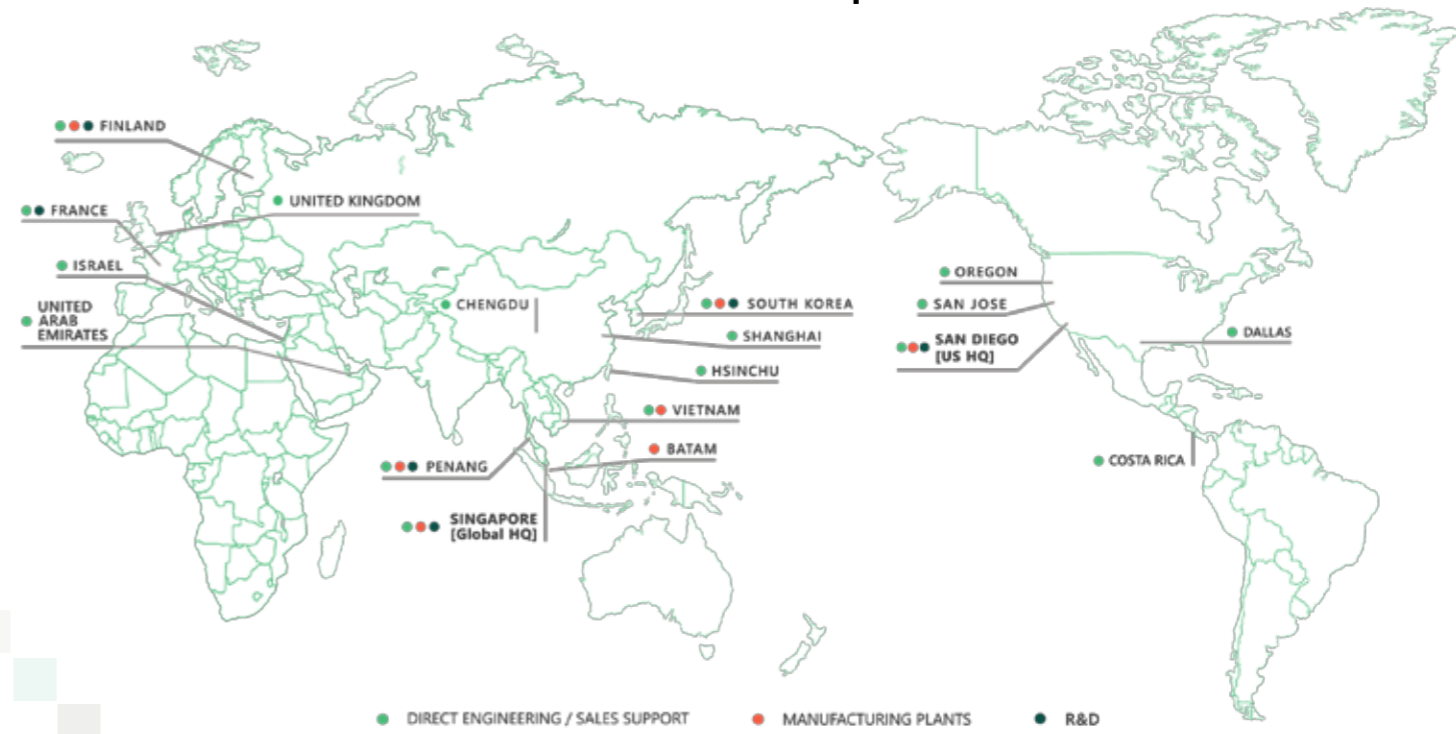 FINLAND
UNITED KINGDOM
FRANCE
ISRAEL
UNITED
ARAB
EMIRATES
CHENGDU
SOUTH KOREA
SHANGHAI
HSINCHU
VIETNAM
BATAM
PENANG
SINGAPORE
[Global HQ]
OREGON
SAN JOSE
SAN DIEGO
[US HQ]
DALLAS
COSTA RICA
DIRECT ENGINEERING / SALES SUPPORT
MANUFACTURING PLANTS
R&D